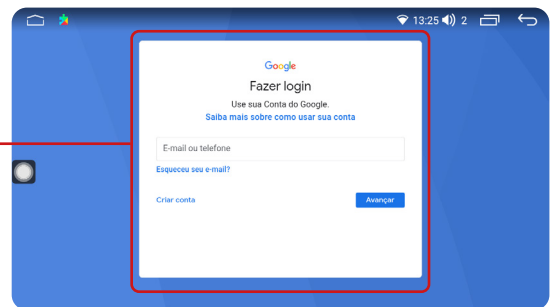 13:25 2
Google
Fazer login
Use sua Conta do Google.
Saiba mais sobre como usar sua conta
E-mail ou telefone
Esqueceu seu e-mail?
Criar conta Avançar